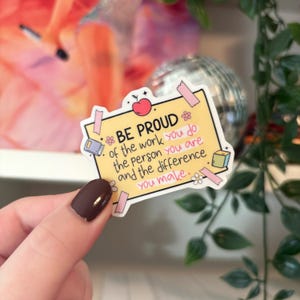 BE PROUD
of the work you do
the person you are
and the difference
you make.